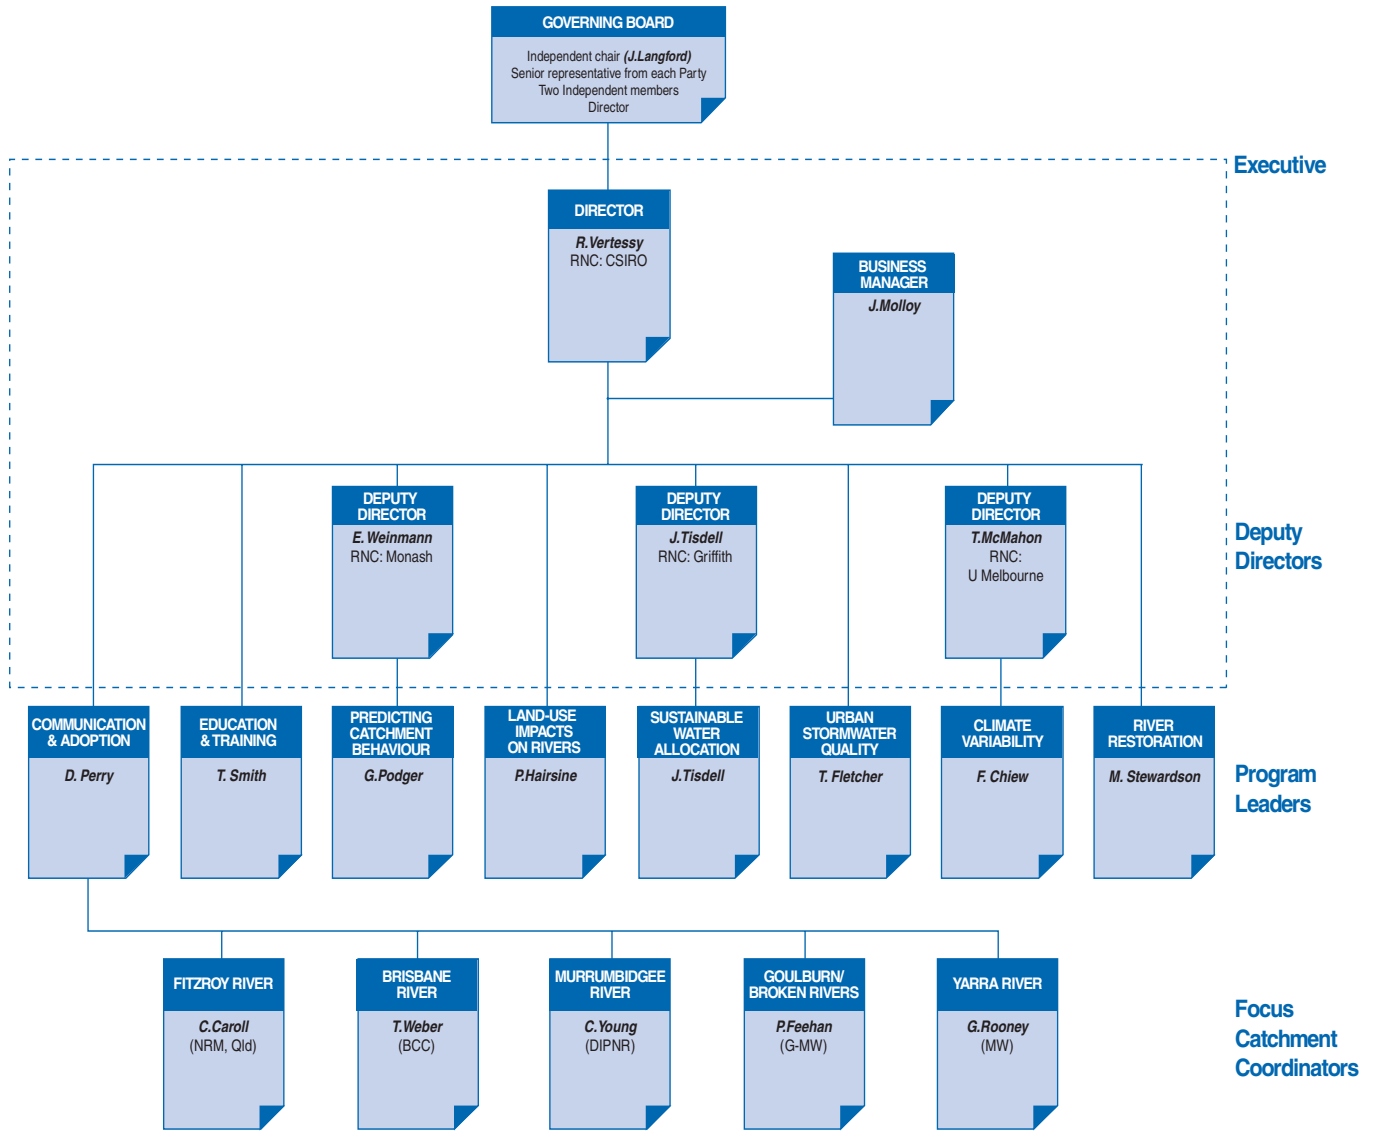 GOVERNING BOARD
Independent chair (J.Langford)
Senior representative from each Party
Two Independent members
Director
Executive
DIRECTOR
R.Vertessy
RNC: CSIRO
BUSINESS
MANAGER
J.Molloy
DEPUTY
DIRECTOR
E. Weinmann
RNC: Monash
DEPUTY
DIRECTOR
J.Tisdell
RNC: Griffith
DEPUTY
DIRECTOR
T.McMahon
RNC:
U Melbourne
Deputy
Directors
COMMUNICATION
& ADOPTION
D. Perry
EDUCATION
& TRAINING
T. Smith
PREDICTING
CATCHMENT
BEHAVIOUR
G.Podger
LAND-USE
IMPACTS
ON RIVERS
P.Hairsine
SUSTAINABLE
WATER
ALLOCATION
J.Tisdell
URBAN
STORMWATER
QUALITY
T. Fletcher
CLIMATE
VARIABILITY
F. Chiew
RIVER
RESTORATION
M. Stewardson
Program
Leaders
FITZROY RIVER
C.Caroll
(NRM, Qld)
BRISBANE
RIVER
T.Weber
(BCC)
MURRUMBIDGEE
RIVER
C.Young
(DIPNR)
GOULBURN/
BROKEN RIVERS
P.Feehan
(G-MW)
YARRA RIVER
G.Rooney
(MW)
Focus
Catchment
Coordinators